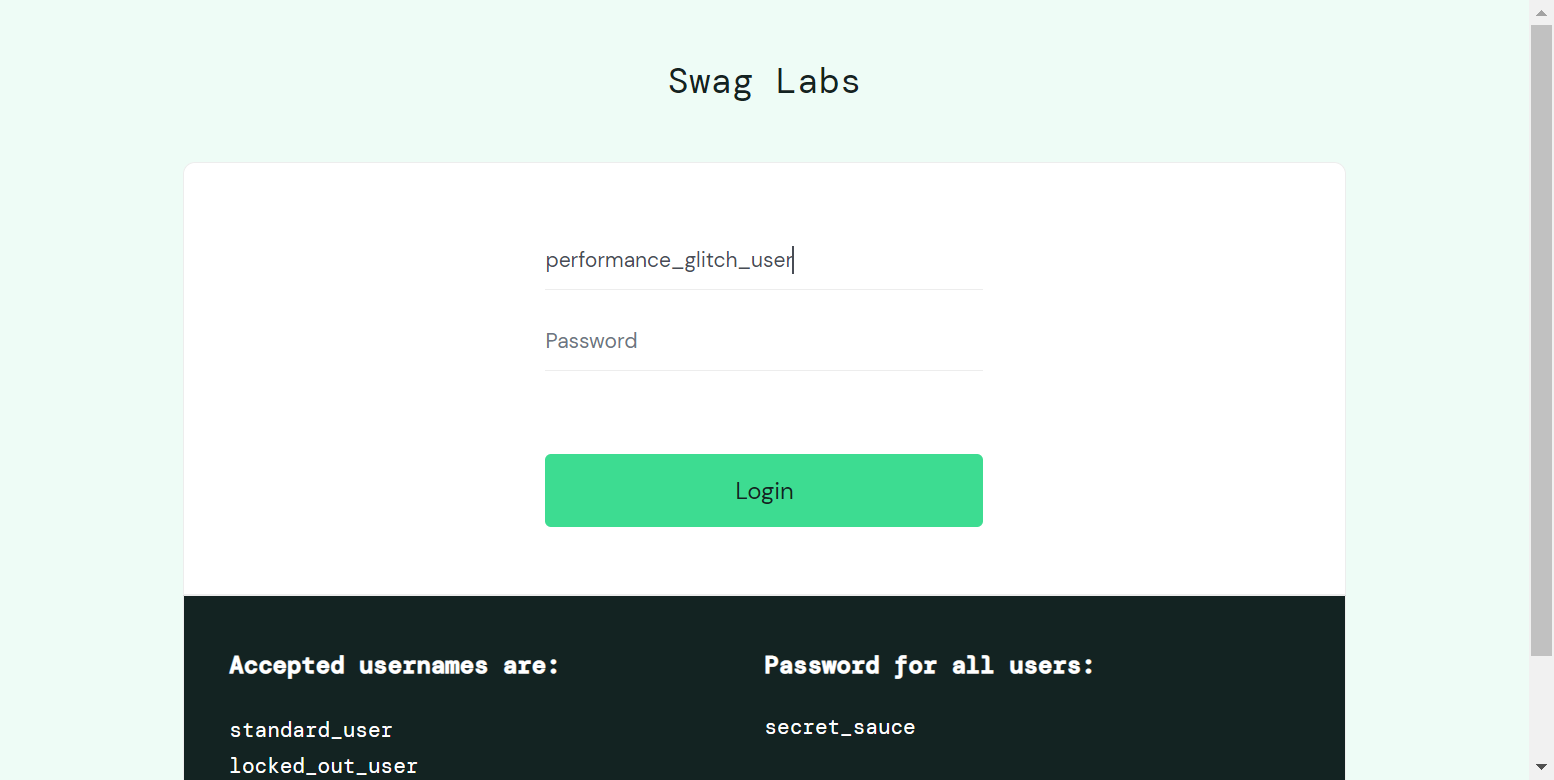 Swag Labs
performance_glitch_user
Password
Login
Accepted usernames are:
standard_user
locked_out_user
Password for all users:
secret_sauce